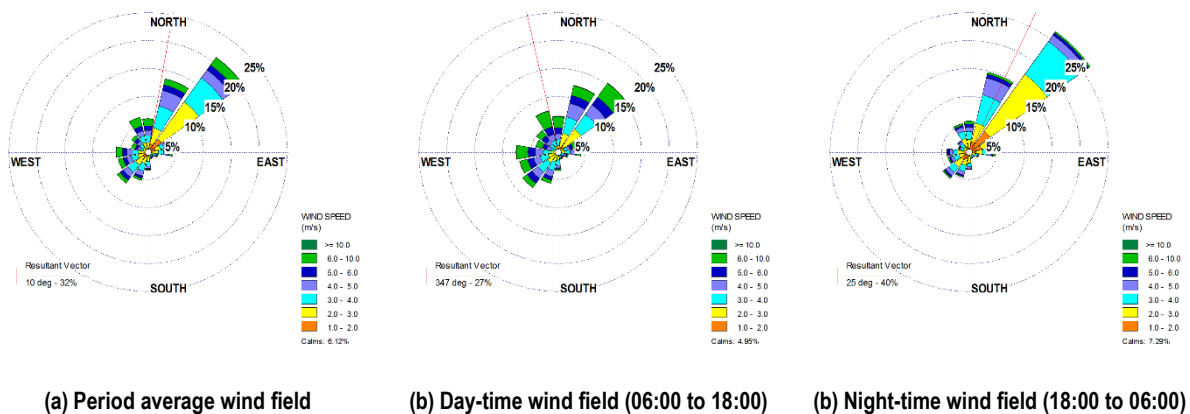 NORTH
25%
20%
15%
10%
5%
WEST
EAST
WIND SPEED
(m/s)
>= 10.0
6.0 - 10.0
5.0 - 6.0
4.0 - 5.0
3.0 - 4.0
2.0 - 3.0
1.0 - 2.0
Calms: 6.12%
Resultant Vector
10 deg - 32%
SOUTH
(a) Period average wind field
NORTH
25%
20%
15%
10%
5%
WEST
EAST
WIND SPEED
(m/s)
>= 10.0
6.0 - 10.0
5.0 - 6.0
4.0 - 5.0
3.0 - 4.0
2.0 - 3.0
1.0 - 2.0
Calms: 4.95%
Resultant Vector
347 deg - 27%
SOUTH
(b) Day-time wind field (06:00 to 18:00)
NORTH
25%
20%
15%
10%
5%
WEST
EAST
WIND SPEED
(m/s)
>= 10.0
6.0 - 10.0
5.0 - 6.0
4.0 - 5.0
3.0 - 4.0
2.0 - 3.0
1.0 - 2.0
Calms: 7.29%
Resultant Vector
25 deg - 40%
SOUTH
(b) Night-time wind field (18:00 to 06:00)